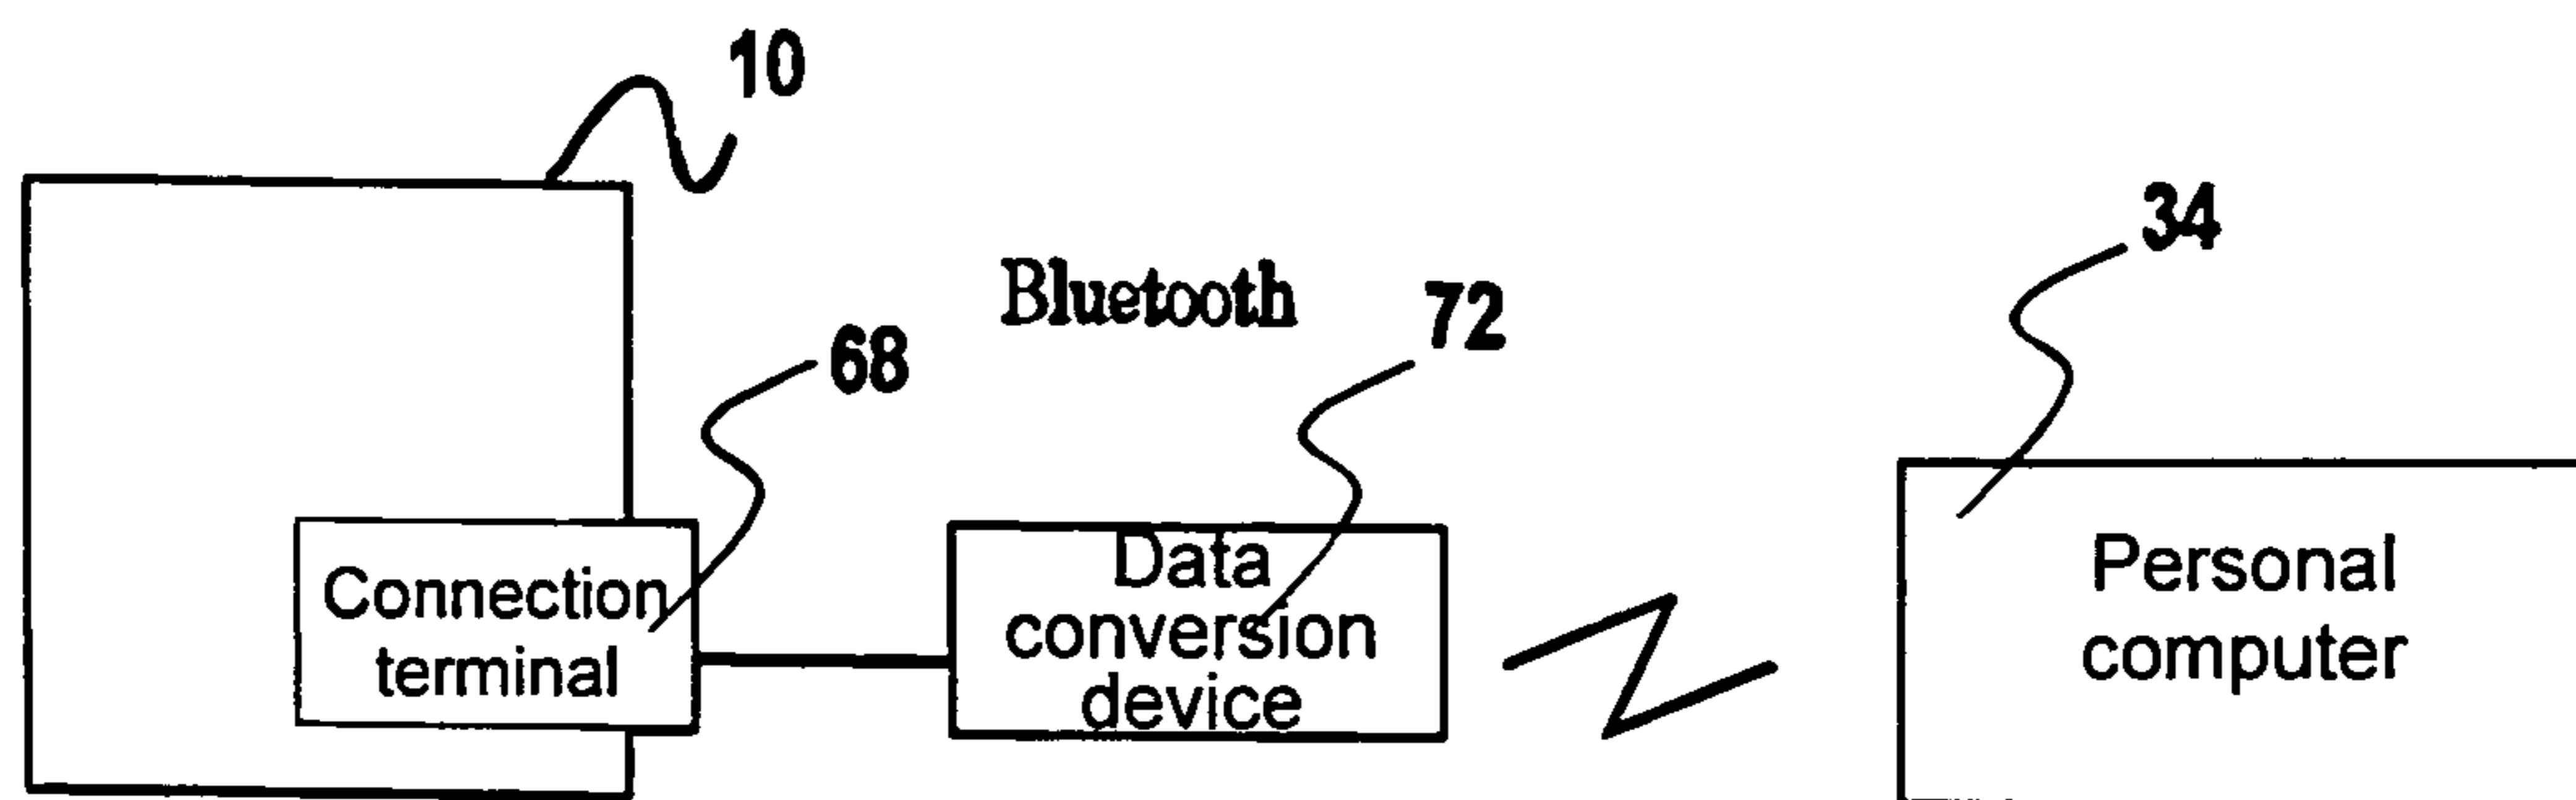 10
34
Bluetooth
72
68
Connection
terminal
Data
conversion
device
Personal
computer